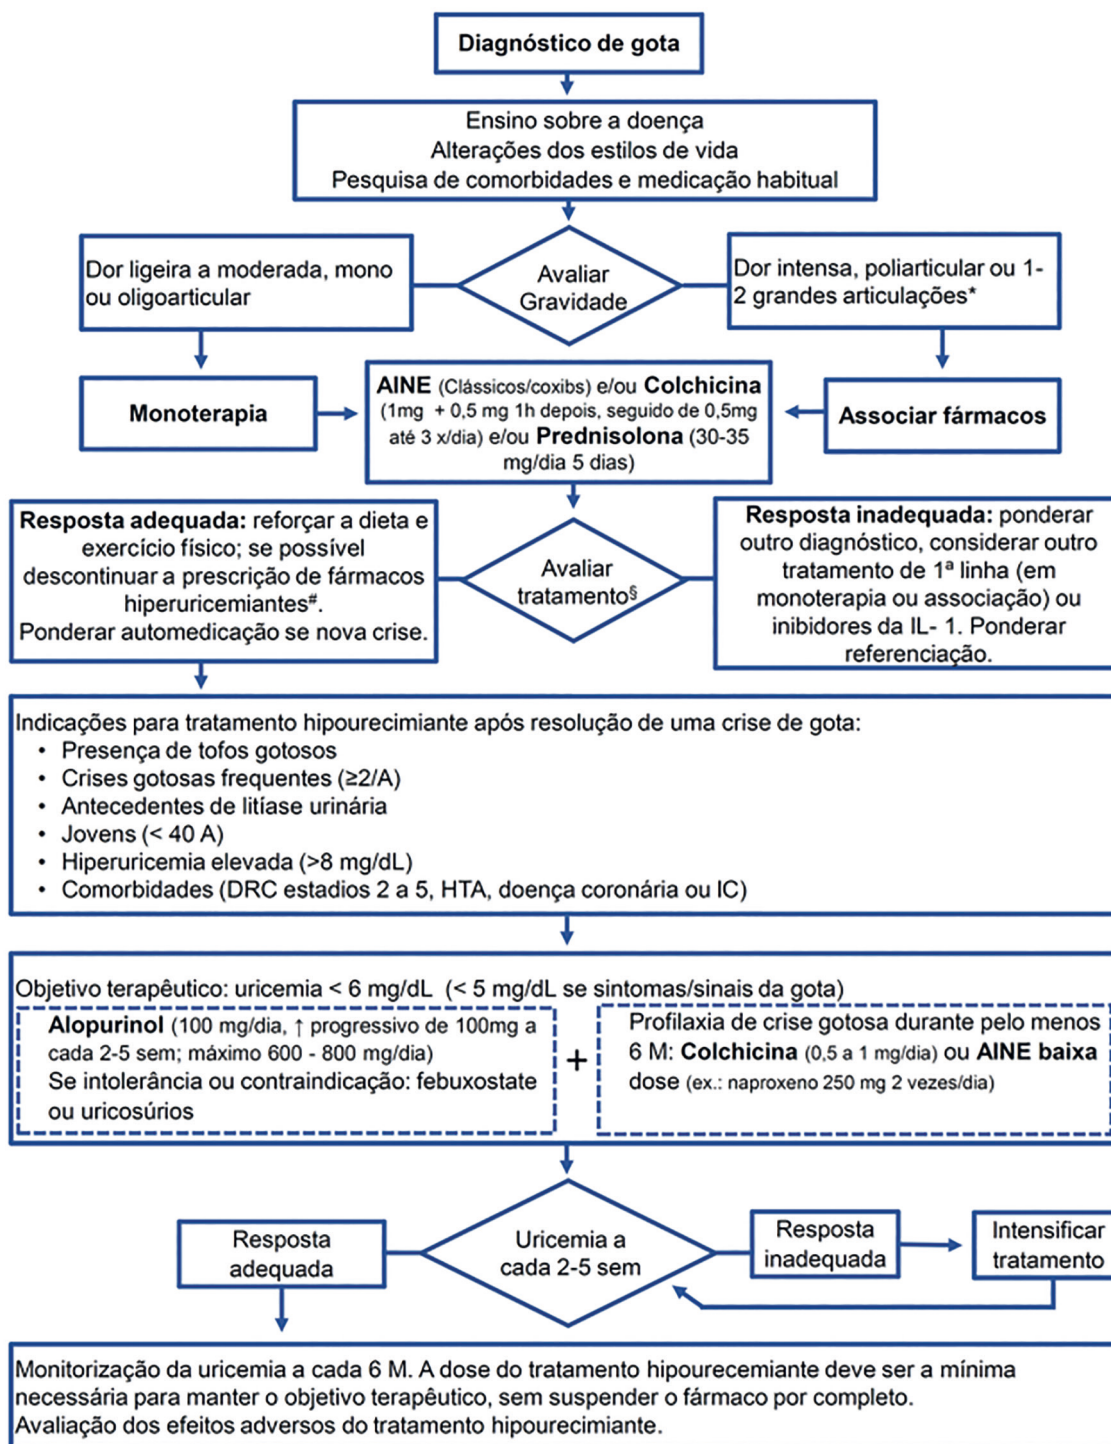 Diagnóstico de gota
Ensino sobre a doença
Alterações dos estilos de vida
Pesquisa de comorbidades e medicação habitual
Dor ligeira a moderada, mono
ou oligoarticular
Avaliar
Gravidade
Dor intensa, poliarticular ou 1-
2 grandes articulações*
Monoterapia
AINE (Clássicos/coxibs) e/ou Colchicina
(1mg + 0,5 mg 1h depois, seguido de 0,5mg
até 3 x/dia) e/ou Prednisolona (30-35
mg/dia 5 dias)
Associar fármacos
Resposta adequada: reforçar a dieta e
exercício físico; se possível
descontinuar a prescrição de fármacos
hiperuricemiantes#.
Ponderar automedicação se nova crise.
Avaliar
tratamento§
Resposta inadequada: ponderar
outro diagnóstico, considerar outro
tratamento de 1ª linha (em
monoterapia ou associação) ou
inibidores da IL- 1. Ponderar
referenciação.
Indicações para tratamento hipourecimiante após resolução de uma crise de gota:
• Presença de tofos gotosos
• Crises gotosas frequentes (≥2/A)
• Antecedentes de litíase urinária
• Jovens (< 40 A)
• Hiperuricemia elevada (>8 mg/dL)
• Comorbidades (DRC estadios 2 a 5, HTA, doença coronária ou IC)
Objetivo terapêutico: uricemia < 6 mg/dL (< 5 mg/dL se sintomas/sinais da gota)
Alopurinol (100 mg/dia, ↑ progressivo de 100mg a
cada 2-5 sem; máximo 600 - 800 mg/dia)
Se intolerância ou contraindicação: febuxostate
ou uricosúrios
+
Profilaxia de crise gotosa durante pelo menos
6 M: Colchicina (0,5 a 1 mg/dia) ou AINE baixa
dose (ex.: naproxeno 250 mg 2 vezes/dia)
Resposta
adequada
Uricemia a
cada 2-5 sem
Resposta
inadequada
Intensificar
tratamento
Monitorização da uricemia a cada 6 M. A dose do tratamento hipourecemiante deve ser a mínima
necessária para manter o objetivo terapêutico, sem suspender o fármaco por completo.
Avaliação dos efeitos adversos do tratamento hipourecimiante.